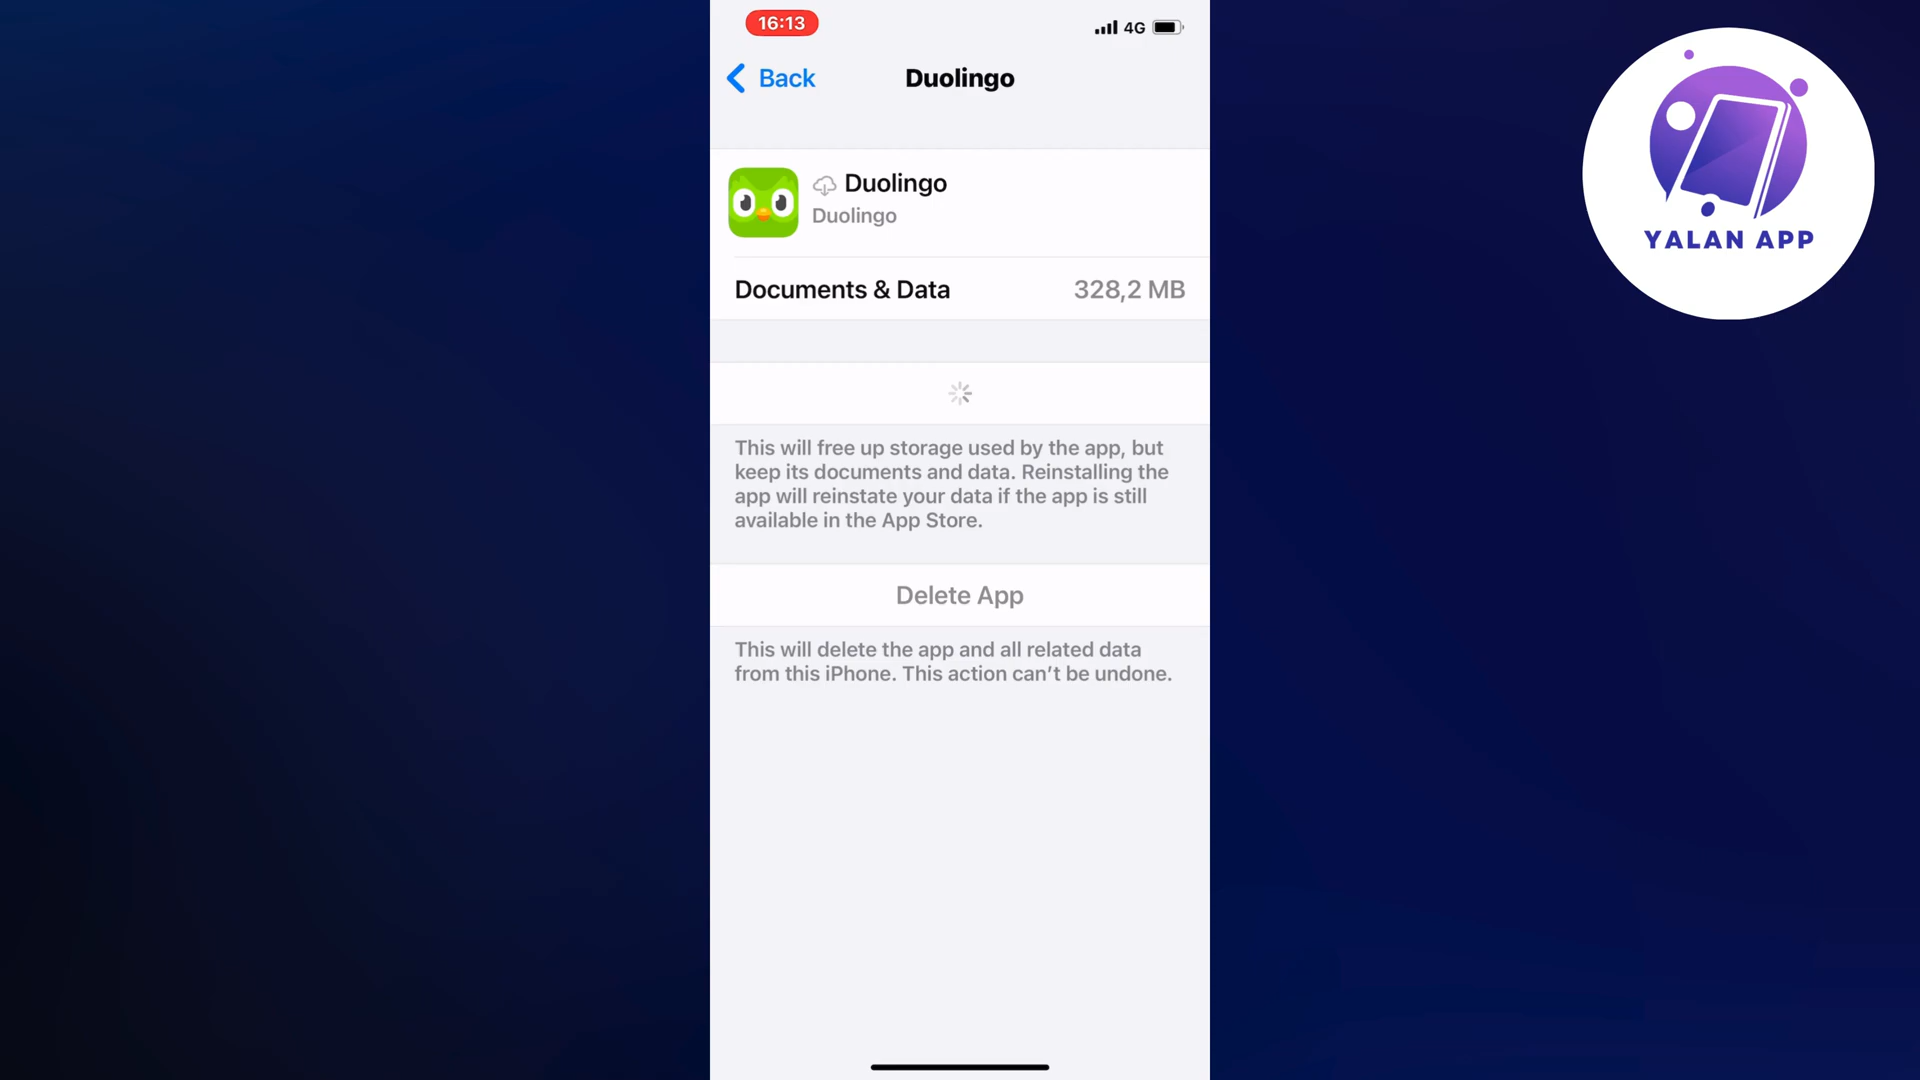 16:13
4G
Back
Duolingo
Duolingo
Duolingo
Documents & Data
328,2 MB
This will free up storage used by the app, but
keep its documents and data. Reinstalling the
app will reinstate your data if the app is still
available in the App Store.
Delete App
This will delete the app and all related data
from this iPhone. This action can’t be undone.
YALAN APP